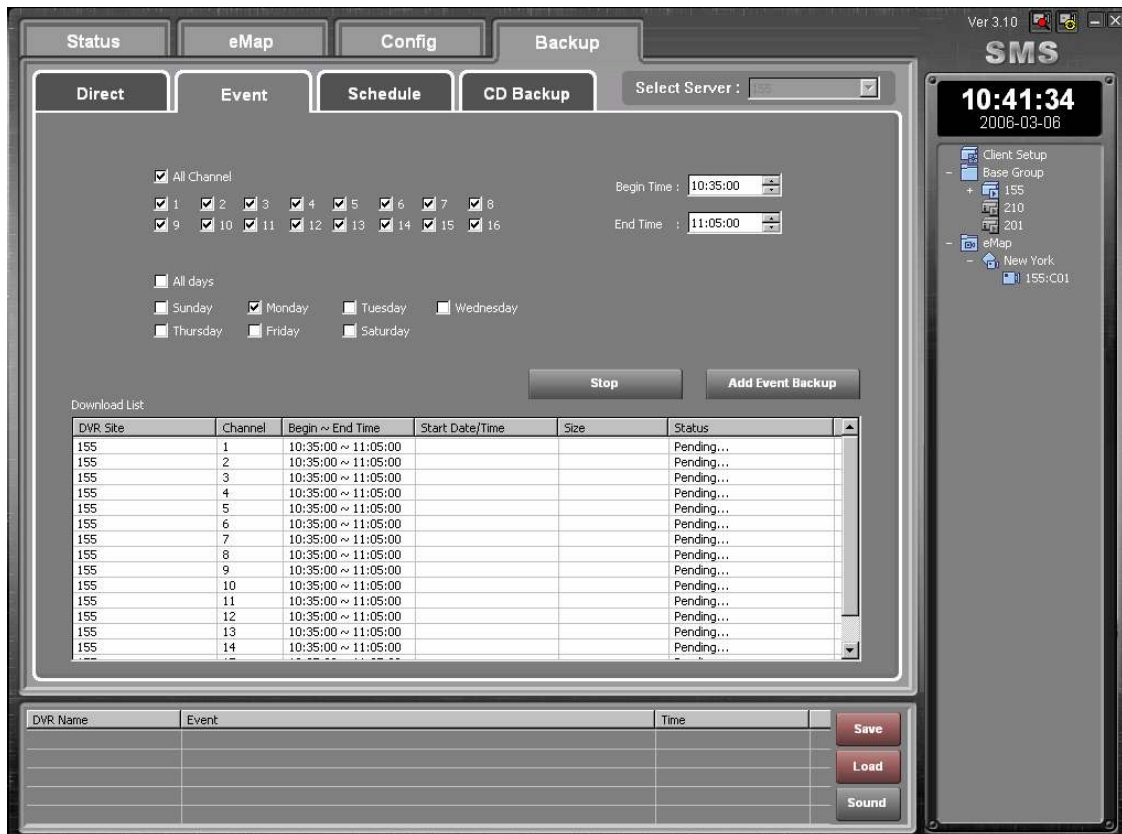 Ver 3.10
SMS
Status eMap Config Backup
Direct Event Schedule CD Backup Select Server : 155
10:41:34
2006-03-06
Client Setup
Base Group
155
210
201
eMap
New York
155:C01
All Channel
1 2 3 4 5 6 7 8
9 10 11 12 13 14 15 16
Begin Time : 10:35:00
End Time : 11:05:00
All days
Sunday Monday Tuesday Wednesday
Thursday Friday Saturday
Stop Add Event Backup
Download List
DVR Site Channel Begin ~ End Time Start Date/Time Size Status
155 1 10:35:00 ~ 11:05:00 Pending...
155 2 10:35:00 ~ 11:05:00 Pending...
155 3 10:35:00 ~ 11:05:00 Pending...
155 4 10:35:00 ~ 11:05:00 Pending...
155 5 10:35:00 ~ 11:05:00 Pending...
155 6 10:35:00 ~ 11:05:00 Pending...
155 7 10:35:00 ~ 11:05:00 Pending...
155 8 10:35:00 ~ 11:05:00 Pending...
155 9 10:35:00 ~ 11:05:00 Pending...
155 10 10:35:00 ~ 11:05:00 Pending...
155 11 10:35:00 ~ 11:05:00 Pending...
155 12 10:35:00 ~ 11:05:00 Pending...
155 13 10:35:00 ~ 11:05:00 Pending...
155 14 10:35:00 ~ 11:05:00 Pending...
DVR Name Event Time
Save
Load
Sound